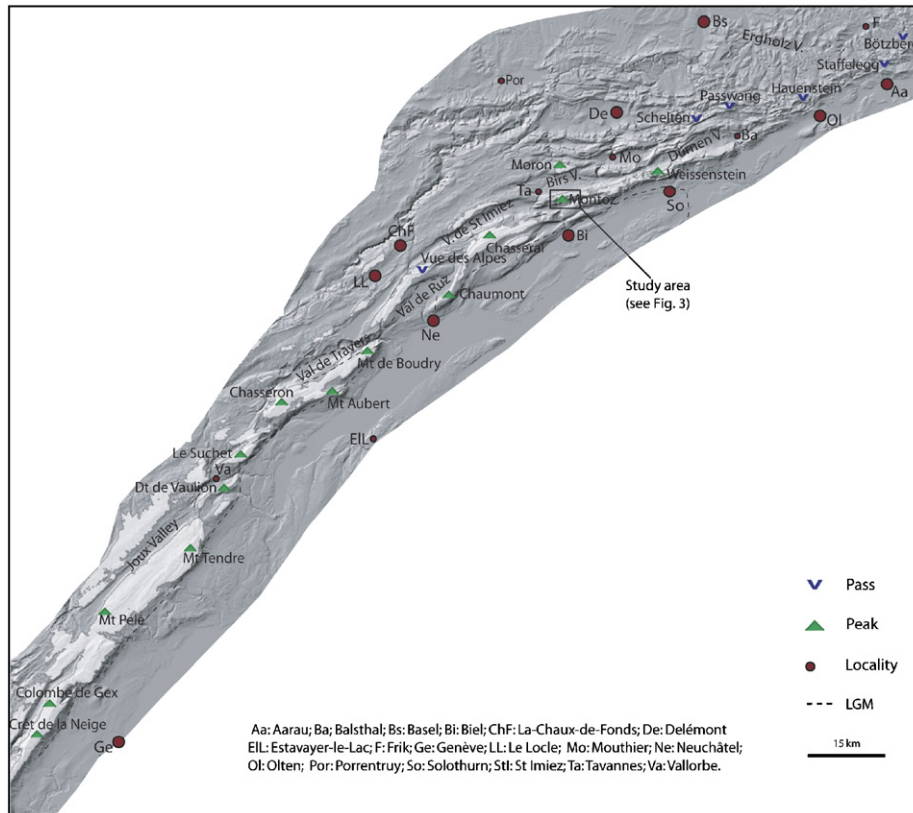 Bs
F
Ergholz V.
Bötzberg
Staffelegg
Por
Aa
Hauenstein
Passwang
De
Schelten
Ol
Ba
Mo
Dürnen V.
Moron
Birs V.
Weissenstein
Ta
Montoz
So
V. de St Imiez
Bi
ChF
Chasseral
Vue des Alpes
LL
Study area
(see Fig. 3)
Val de Ruz
Chaumont
Ne
Val de Travers
Mt de Boudry
Chasseron
Mt Aubert
EIL
Le Suchet
Va
Dt de Vaulion
Joux Valley
Mt Tendre
Pass
Mt Pelé
Peak
Locality
Colombe de Gex
LGM
Crêt de la Neige
Ge
15 km
Aa: Aarau; Ba; Balsthal; Bs: Basel; Bi: Biel; ChF: La-Chaux-de-Fonds; De: Delémont
EIL: Estavayer-le-Lac; F: Frik; Ge: Genève; LL: Le Locle; Mo: Mouthier; Ne: Neuchâtel;
Ol: Olten; Por: Porrentruy; So: Solothurn; StI: St Imiez; Ta: Tavannes; Va: Vallorbe.